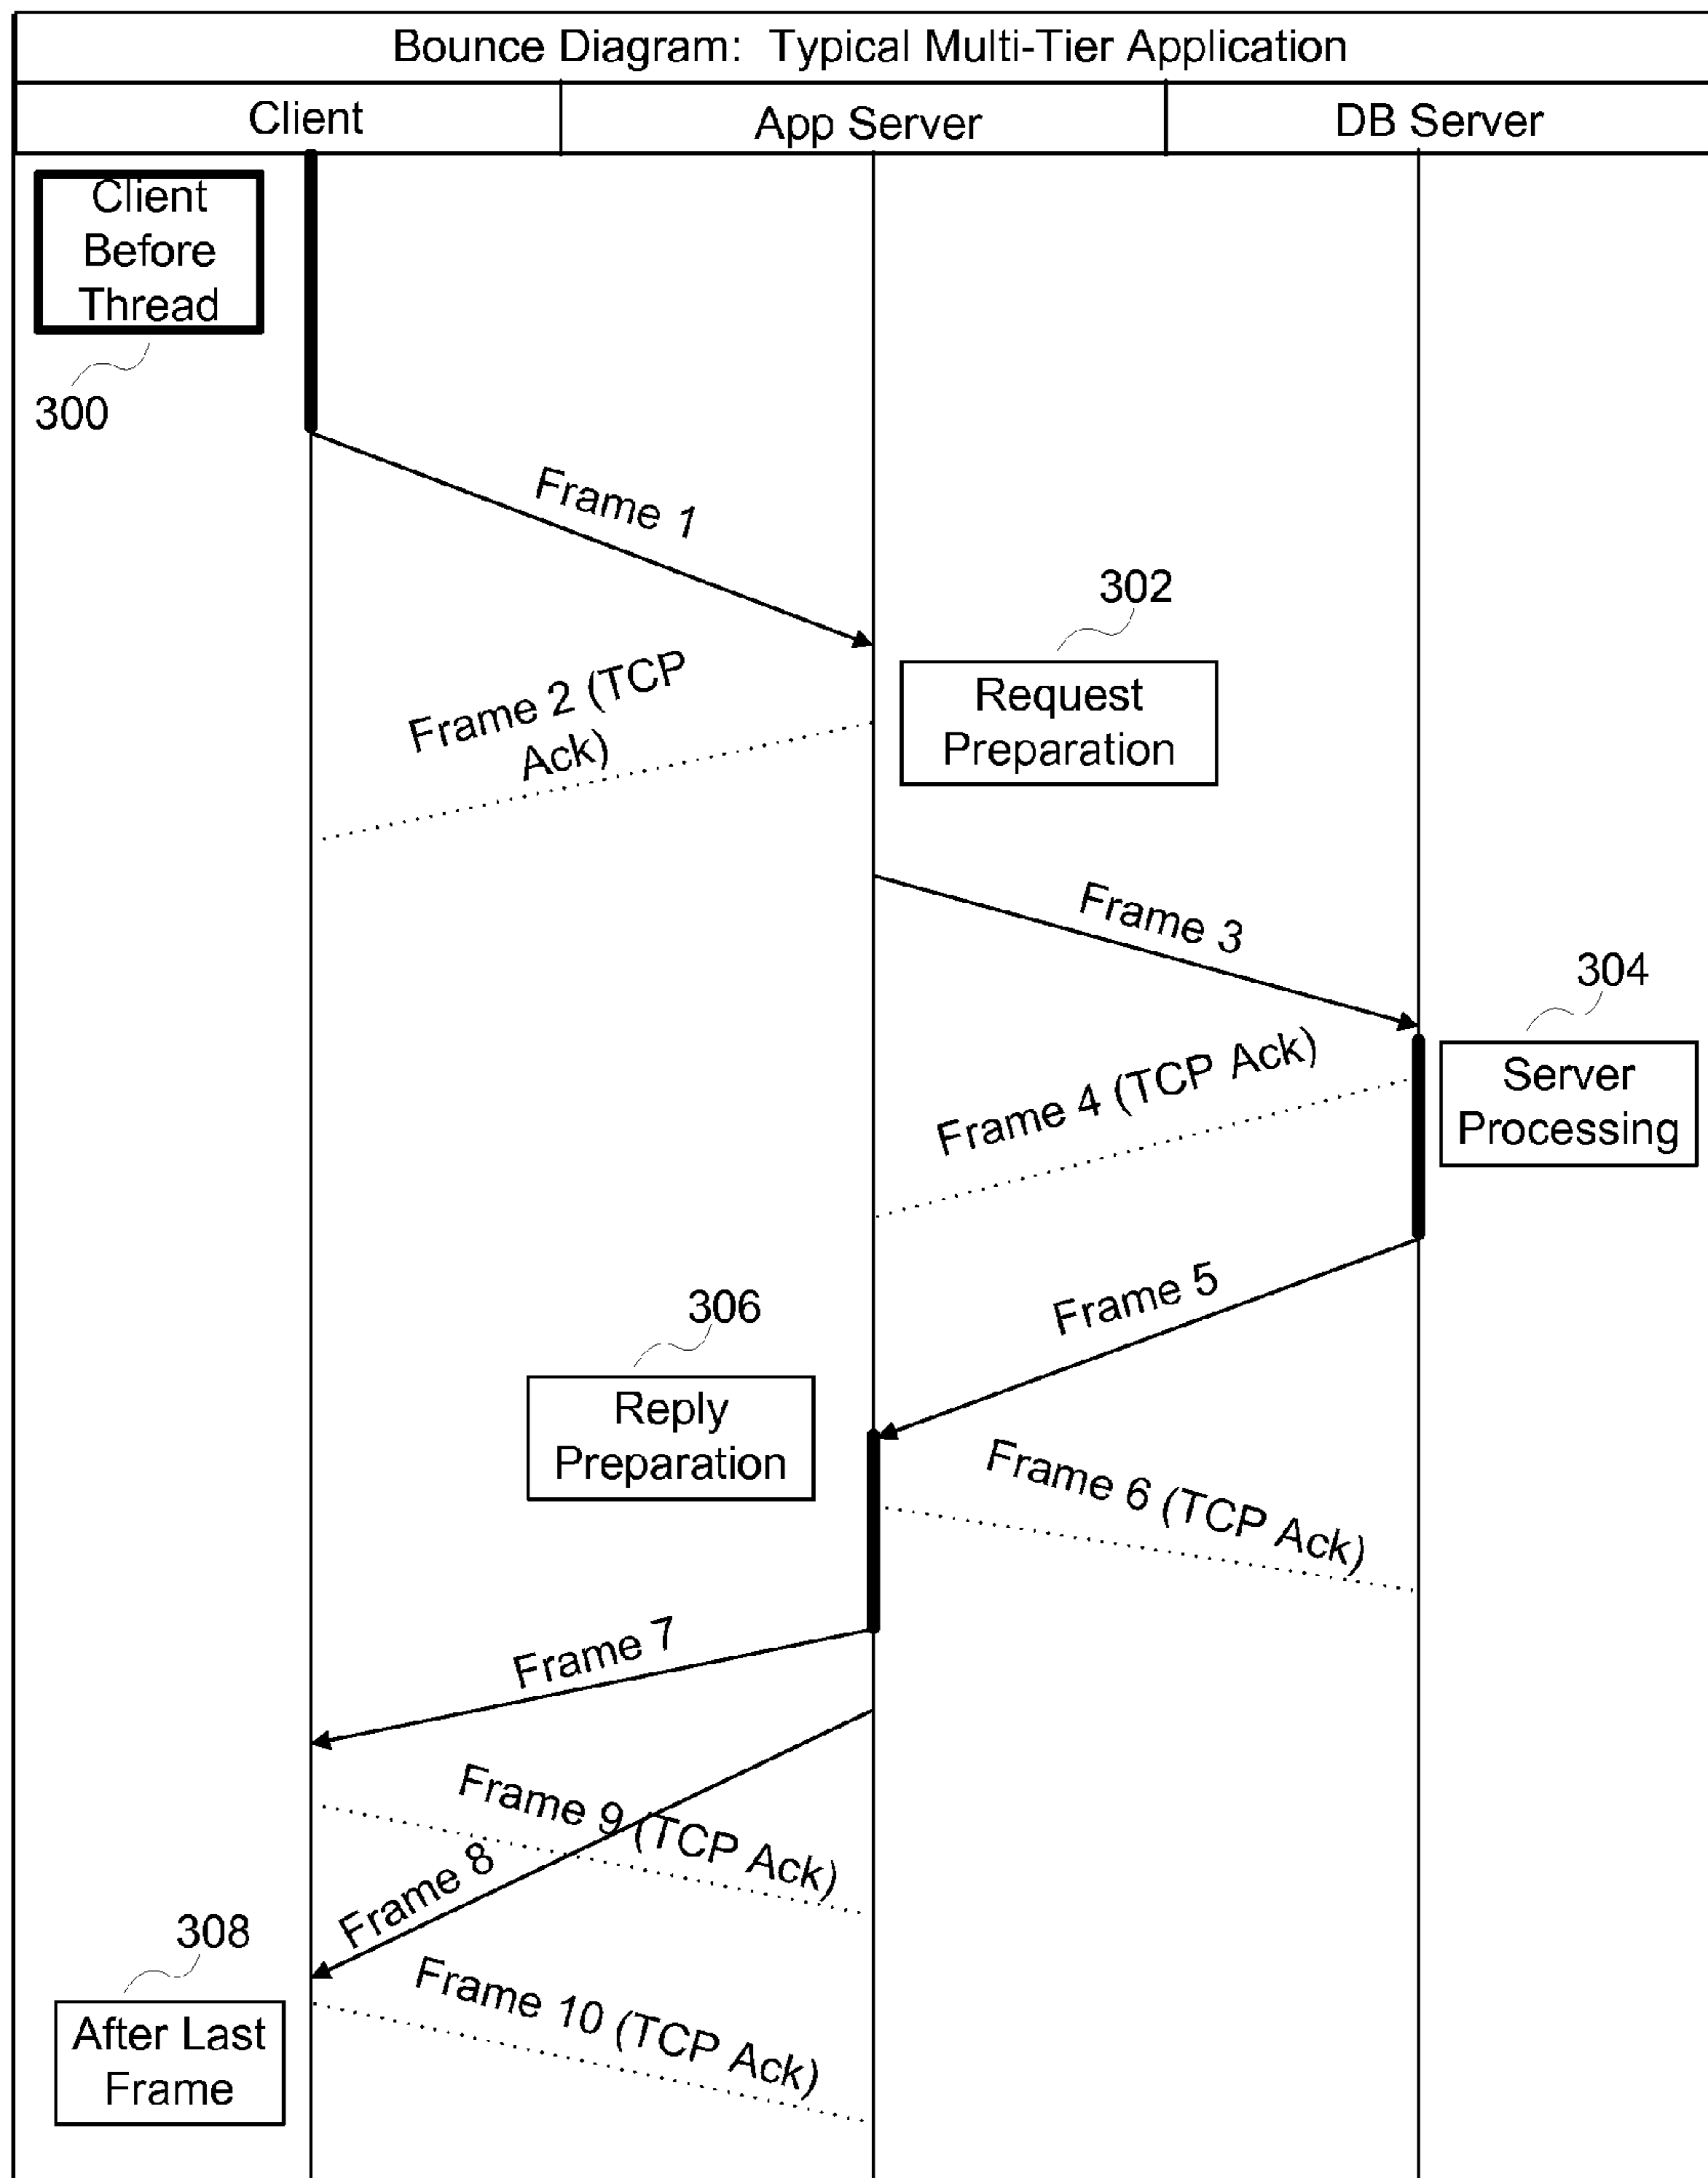 Bounce Diagram: Typical Multi-Tier Application
Client
App Server
DB Server
Client
Before
Thread
300
Frame 1
302
Request
Preparation
Frame 2 (TCP
Ack)
Frame 3
304
Server
Processing
Frame 4 (TCP Ack)
Frame 5
306
Reply
Preparation
Frame 6 (TCP Ack)
Frame 7
Frame 9 (TCP Ack)
Frame 8
308
After Last
Frame
Frame 10 (TCP Ack)